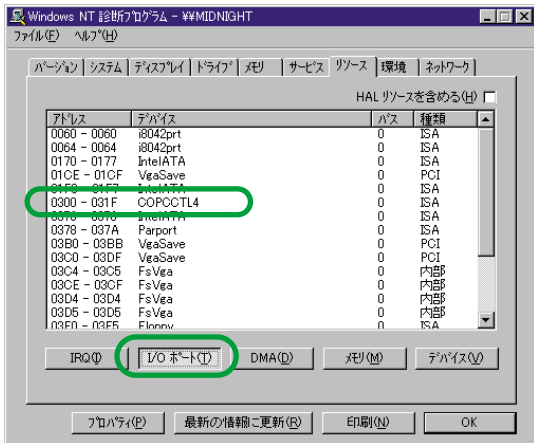 Windows NT 診断ﾌﾟﾛｸﾞﾗﾑ - ¥¥MIDNIGHT
ﾌｧｲﾙ(F) ﾍﾙﾌﾟ(H)
ﾊﾞｰｼﾞｮﾝ ｼｽﾃﾑ ﾃﾞｨｽﾌﾟﾚｲ ﾄﾞﾗｲﾌﾞ ﾒﾓﾘ ｻｰﾋﾞｽ ﾘｿｰｽ 環境 ﾈｯﾄﾜｰｸ
HAL ﾘｿｰｽを含める(H)
ｱﾄﾞﾚｽ ﾃﾞﾊﾞｲｽ ﾊﾞｽ 種類
0060 - 0060 i8042prt 0 ISA
0064 - 0064 i8042prt 0 ISA
0170 - 0177 IntelATA 0 ISA
01CE - 01CF VgaSave 0 PCI
01F0 - 01F7 IntelATA 0 ISA
0300 - 031F COPCCTL4 0 ISA
0376 - 0376 IntelATA 0 ISA
0378 - 037A Parport 0 ISA
03B0 - 03BB VgaSave 0 PCI
03C0 - 03DF VgaSave 0 PCI
03C4 - 03C5 FsVga 0 内部
03CE - 03CF FsVga 0 内部
03D4 - 03D4 FsVga 0 内部
03D5 - 03D5 FsVga 0 内部
03F0 - 03F5 Floppy 0 ISA
IRQ(I) I/O ﾎﾟｰﾄ(T) DMA(D) ﾒﾓﾘ(M) ﾃﾞﾊﾞｲｽ(V)
ﾌﾟﾛﾊﾟﾃｨ(P) 最新の情報に更新(R) 印刷(N) OK